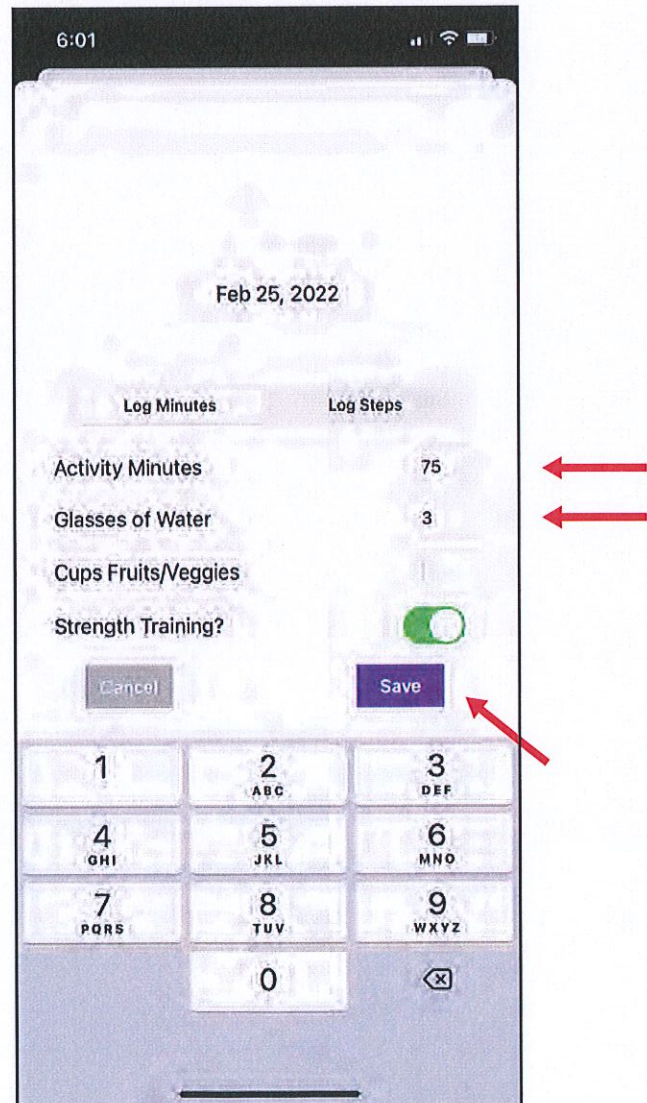 6:01
Feb 25, 2022
Log Minutes Log Steps
Activity Minutes 75
Glasses of Water 3
Cups Fruits/Veggies
Strength Training?
Cancel Save
1 2 3
ABC DEF
4 5 6
GHI JKL MNO
7 8 9
PQRS TUV WXYZ
0